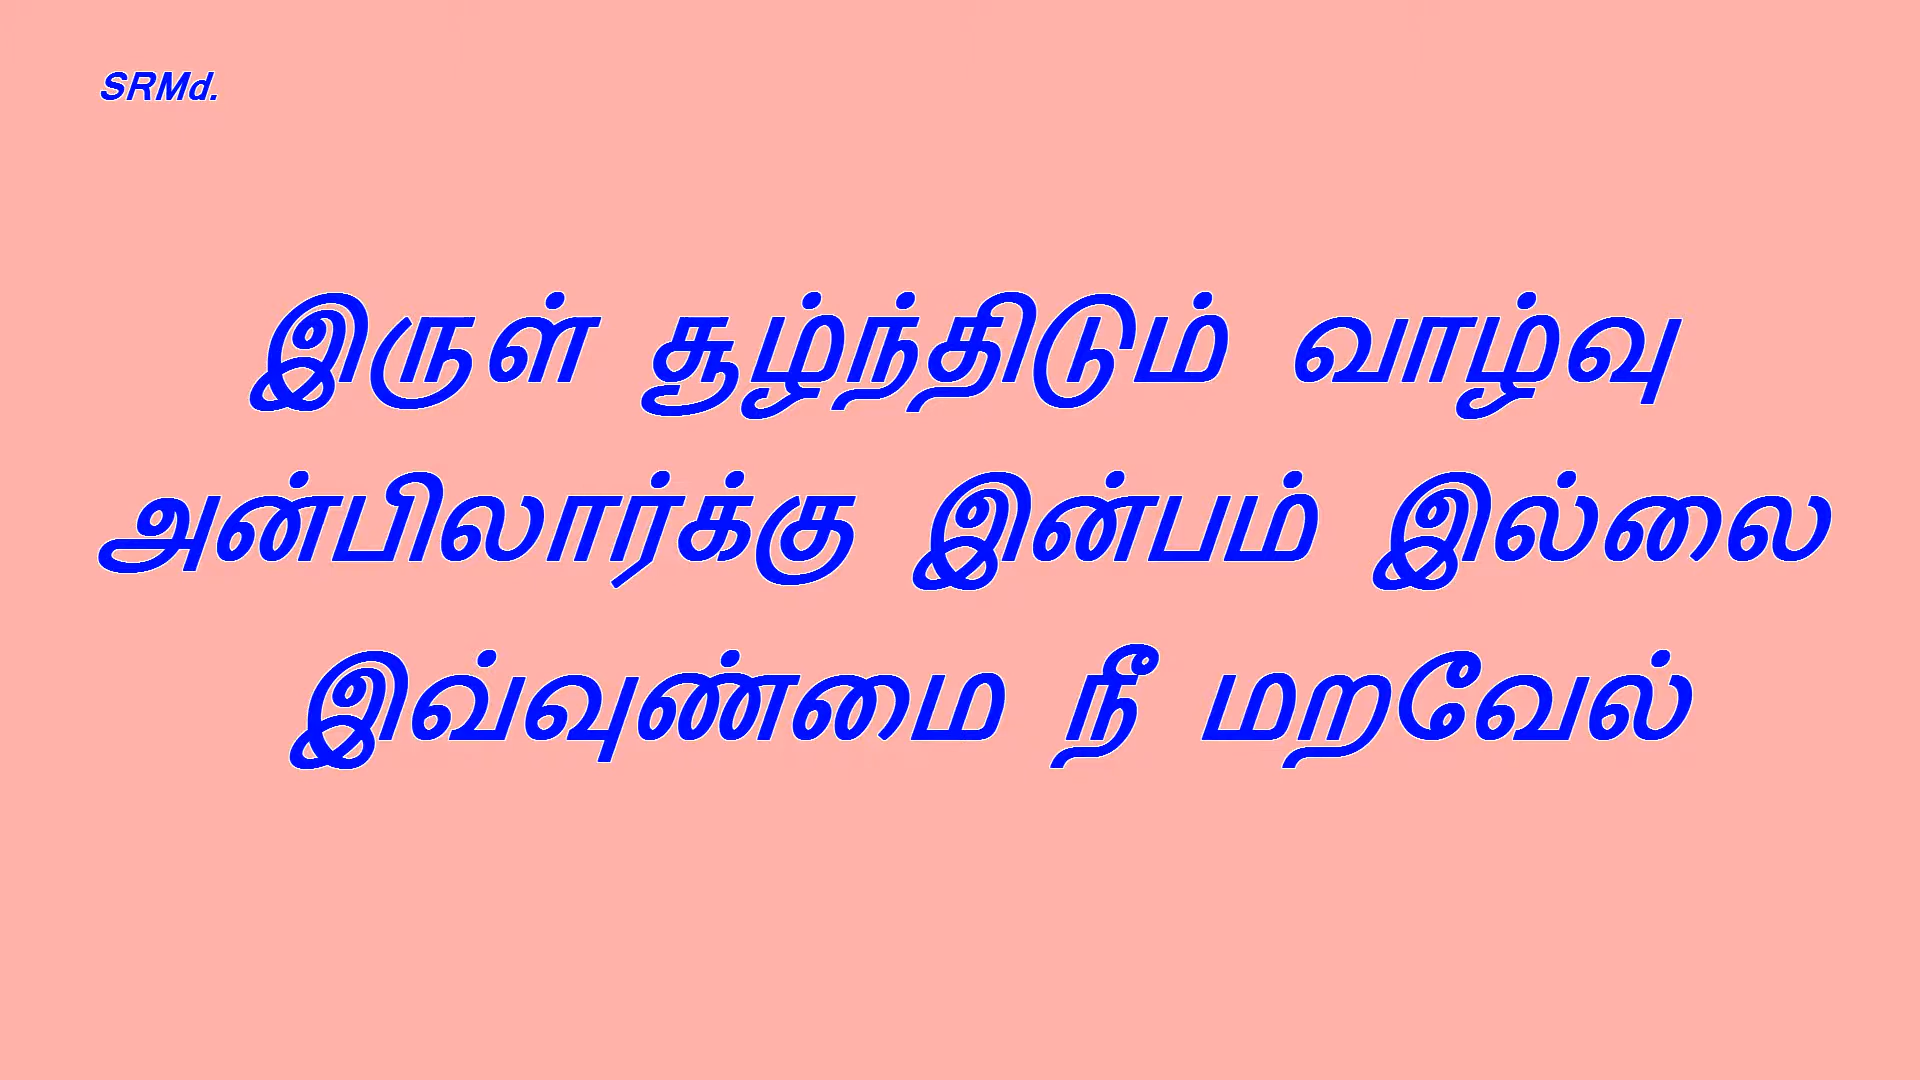 SRMd.
இருள் சூழ்ந்திடும் வாழ்வு
அன்பிலார்க்கு இன்பம் இல்லை
இவ்வுண்மை நீ மறவேல்